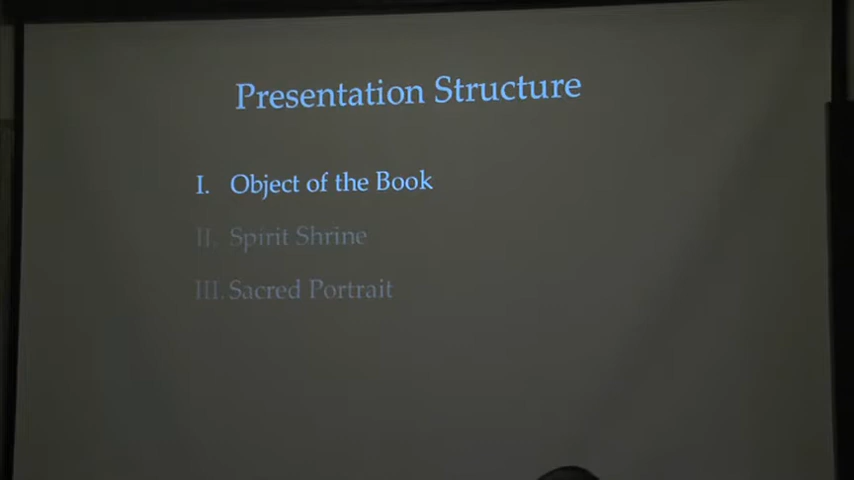 Presentation Structure
I. Object of the Book
II. Spirit Shrine
III. Sacred Portrait